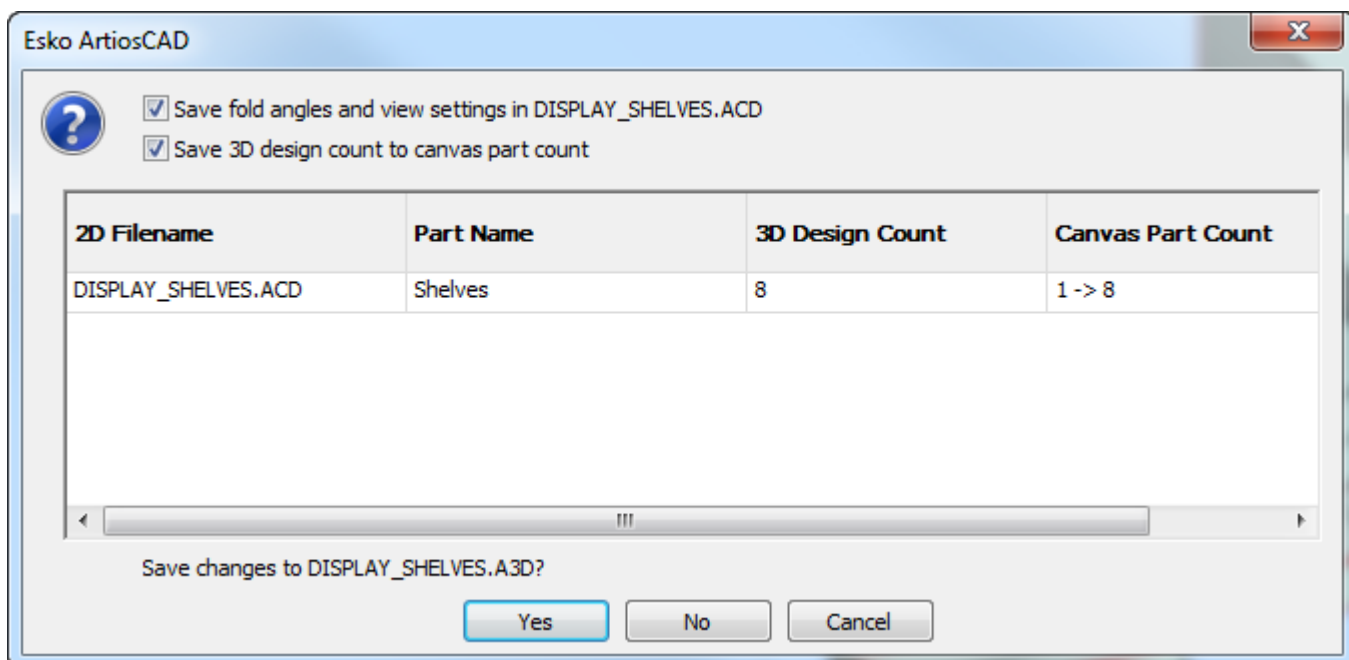 Esko ArtiosCAD
Save fold angles and view settings in DISPLAY_SHELVES.ACD
Save 3D design count to canvas part count
2D Filename Part Name 3D Design Count Canvas Part Count
DISPLAY_SHELVES.ACD Shelves 8 1 -> 8
Save changes to DISPLAY_SHELVES.A3D?
Yes No Cancel